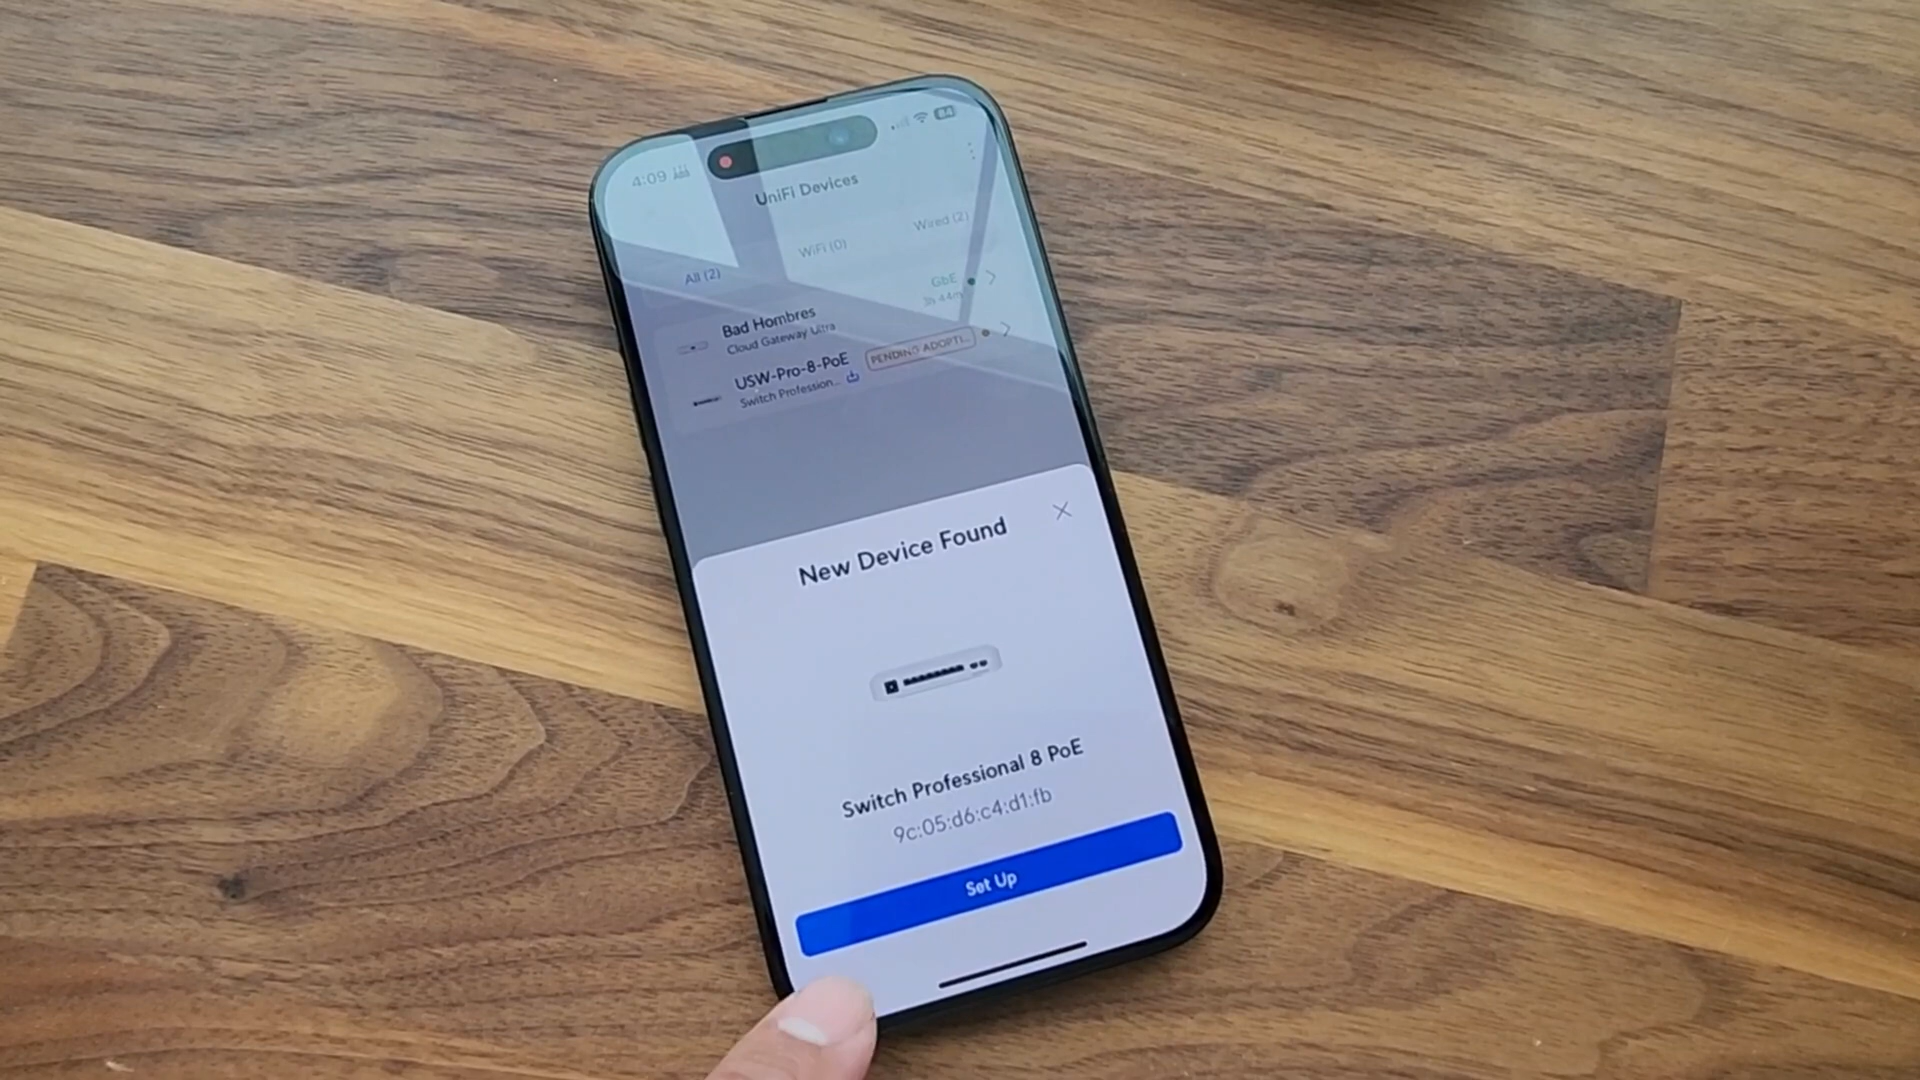 4:09
84
UniFi Devices
All (2)
WiFi (0)
Wired (2)
Bad Hombres
Cloud Gateway Ultra
GbE
3h 44m
USW-Pro-8-PoE
Switch Profession...
PENDING ADOPTI...
New Device Found
Switch Professional 8 PoE
9c:05:d6:c4:d1:fb
Set Up